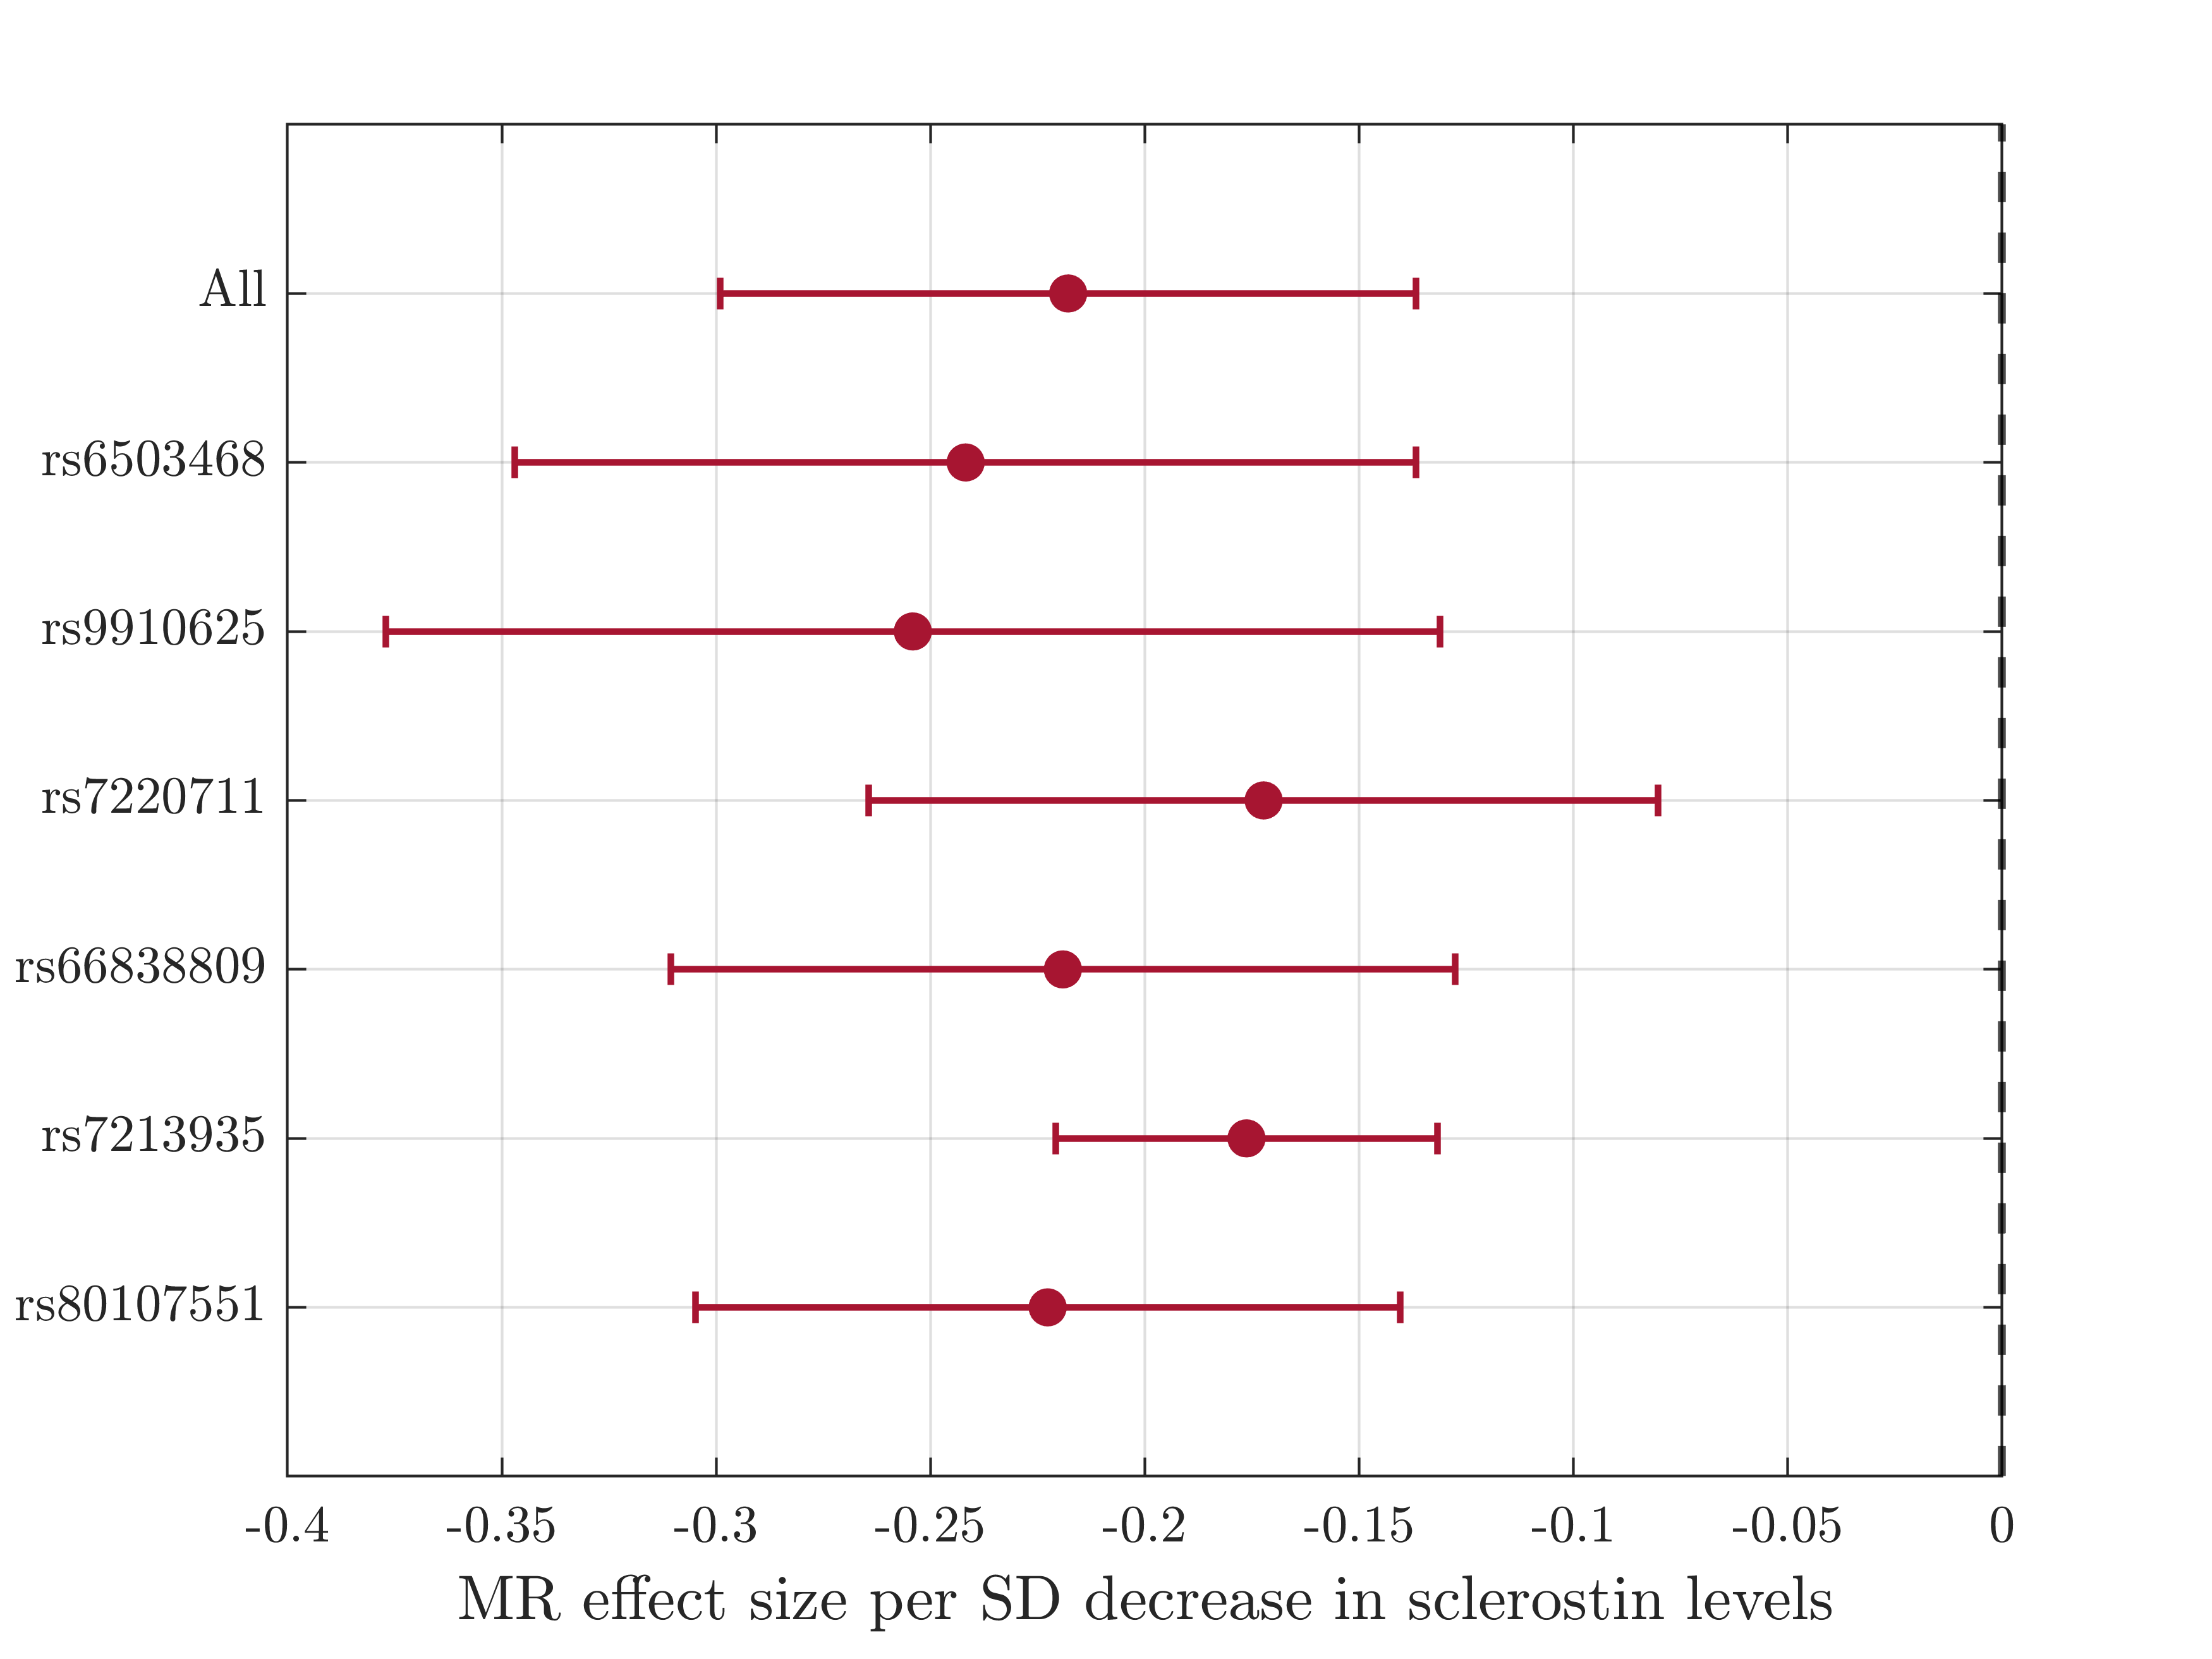 All
rs6503468
rs9910625
rs7220711
rs66838809
rs7213935
rs80107551
-0.4 -0.35 -0.3 -0.25 -0.2 -0.15 -0.1 -0.05 0
MR effect size per SD decrease in sclerostin levels